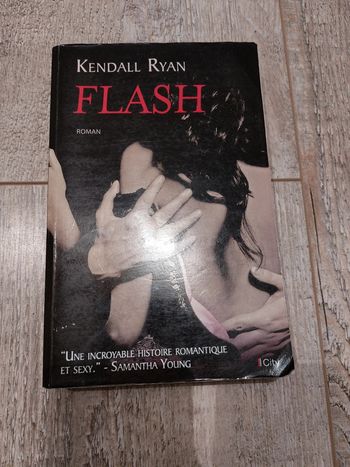 KENDALL RYAN
FLASH
ROMAN
"UNE INCROYABLE HISTOIRE ROMANTIQUE
ET SEXY." - SAMANTHA YOUNG
City